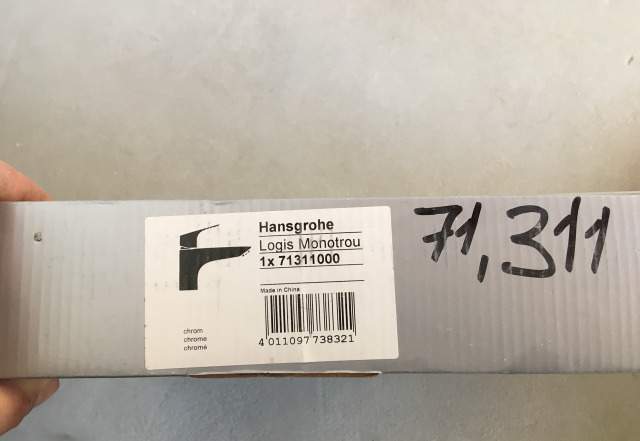 Hansgrohe
Logis Monotrou
1x 71311000
Made in China
chrom
chrome
chromé
4 011097 738321
71,311